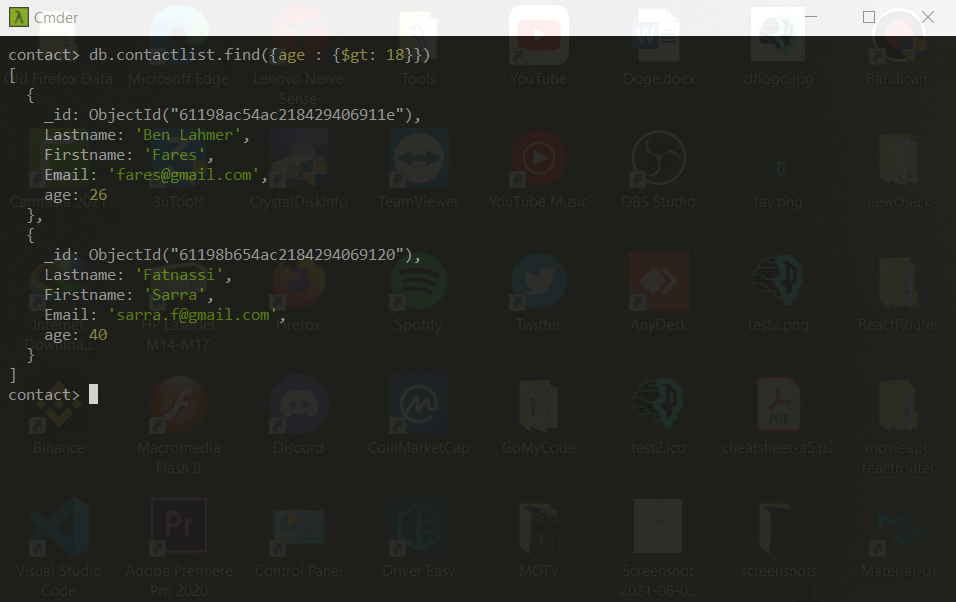 Cmder
contact> db.contactlist.find({age : {$gt: 18}})
[
  {
    _id: ObjectId("61198ac54ac218429406911e"),
    Lastname: 'Ben Lahmer',
    Firstname: 'Fares',
    Email: 'fares@gmail.com',
    age: 26
  },
  {
    _id: ObjectId("61198b654ac2184294069120"),
    Lastname: 'Fatnassi',
    Firstname: 'Sarra',
    Email: 'sarra.f@gmail.com',
    age: 40
  }
]
contact>
Old Firefox Data Microsoft Edge Lenovo Nerve Tools YouTube Doge.docx dflogo.jpg Bandicam
Sense
2021 3uTools CrystalDiskInfo TeamViewer YouTube Music OBS Studio fav.png newcheck
Internet HP LaserJet Firefox Spotify Twitter AnyDesk test2.png ReactRouter
Downloa... M14-M17
Binance Macromedia Discord CoinMarketCap GoMyCode test2.ico cheatsheet-a5.p... movieapp
Flash 8 reactrouter
PDF
Pr
Visual Studio Adobe Premiere Control Panel Driver Easy MOTV Screenshot screenshots Material-UI
Code Pro 2020 2021-06-0...